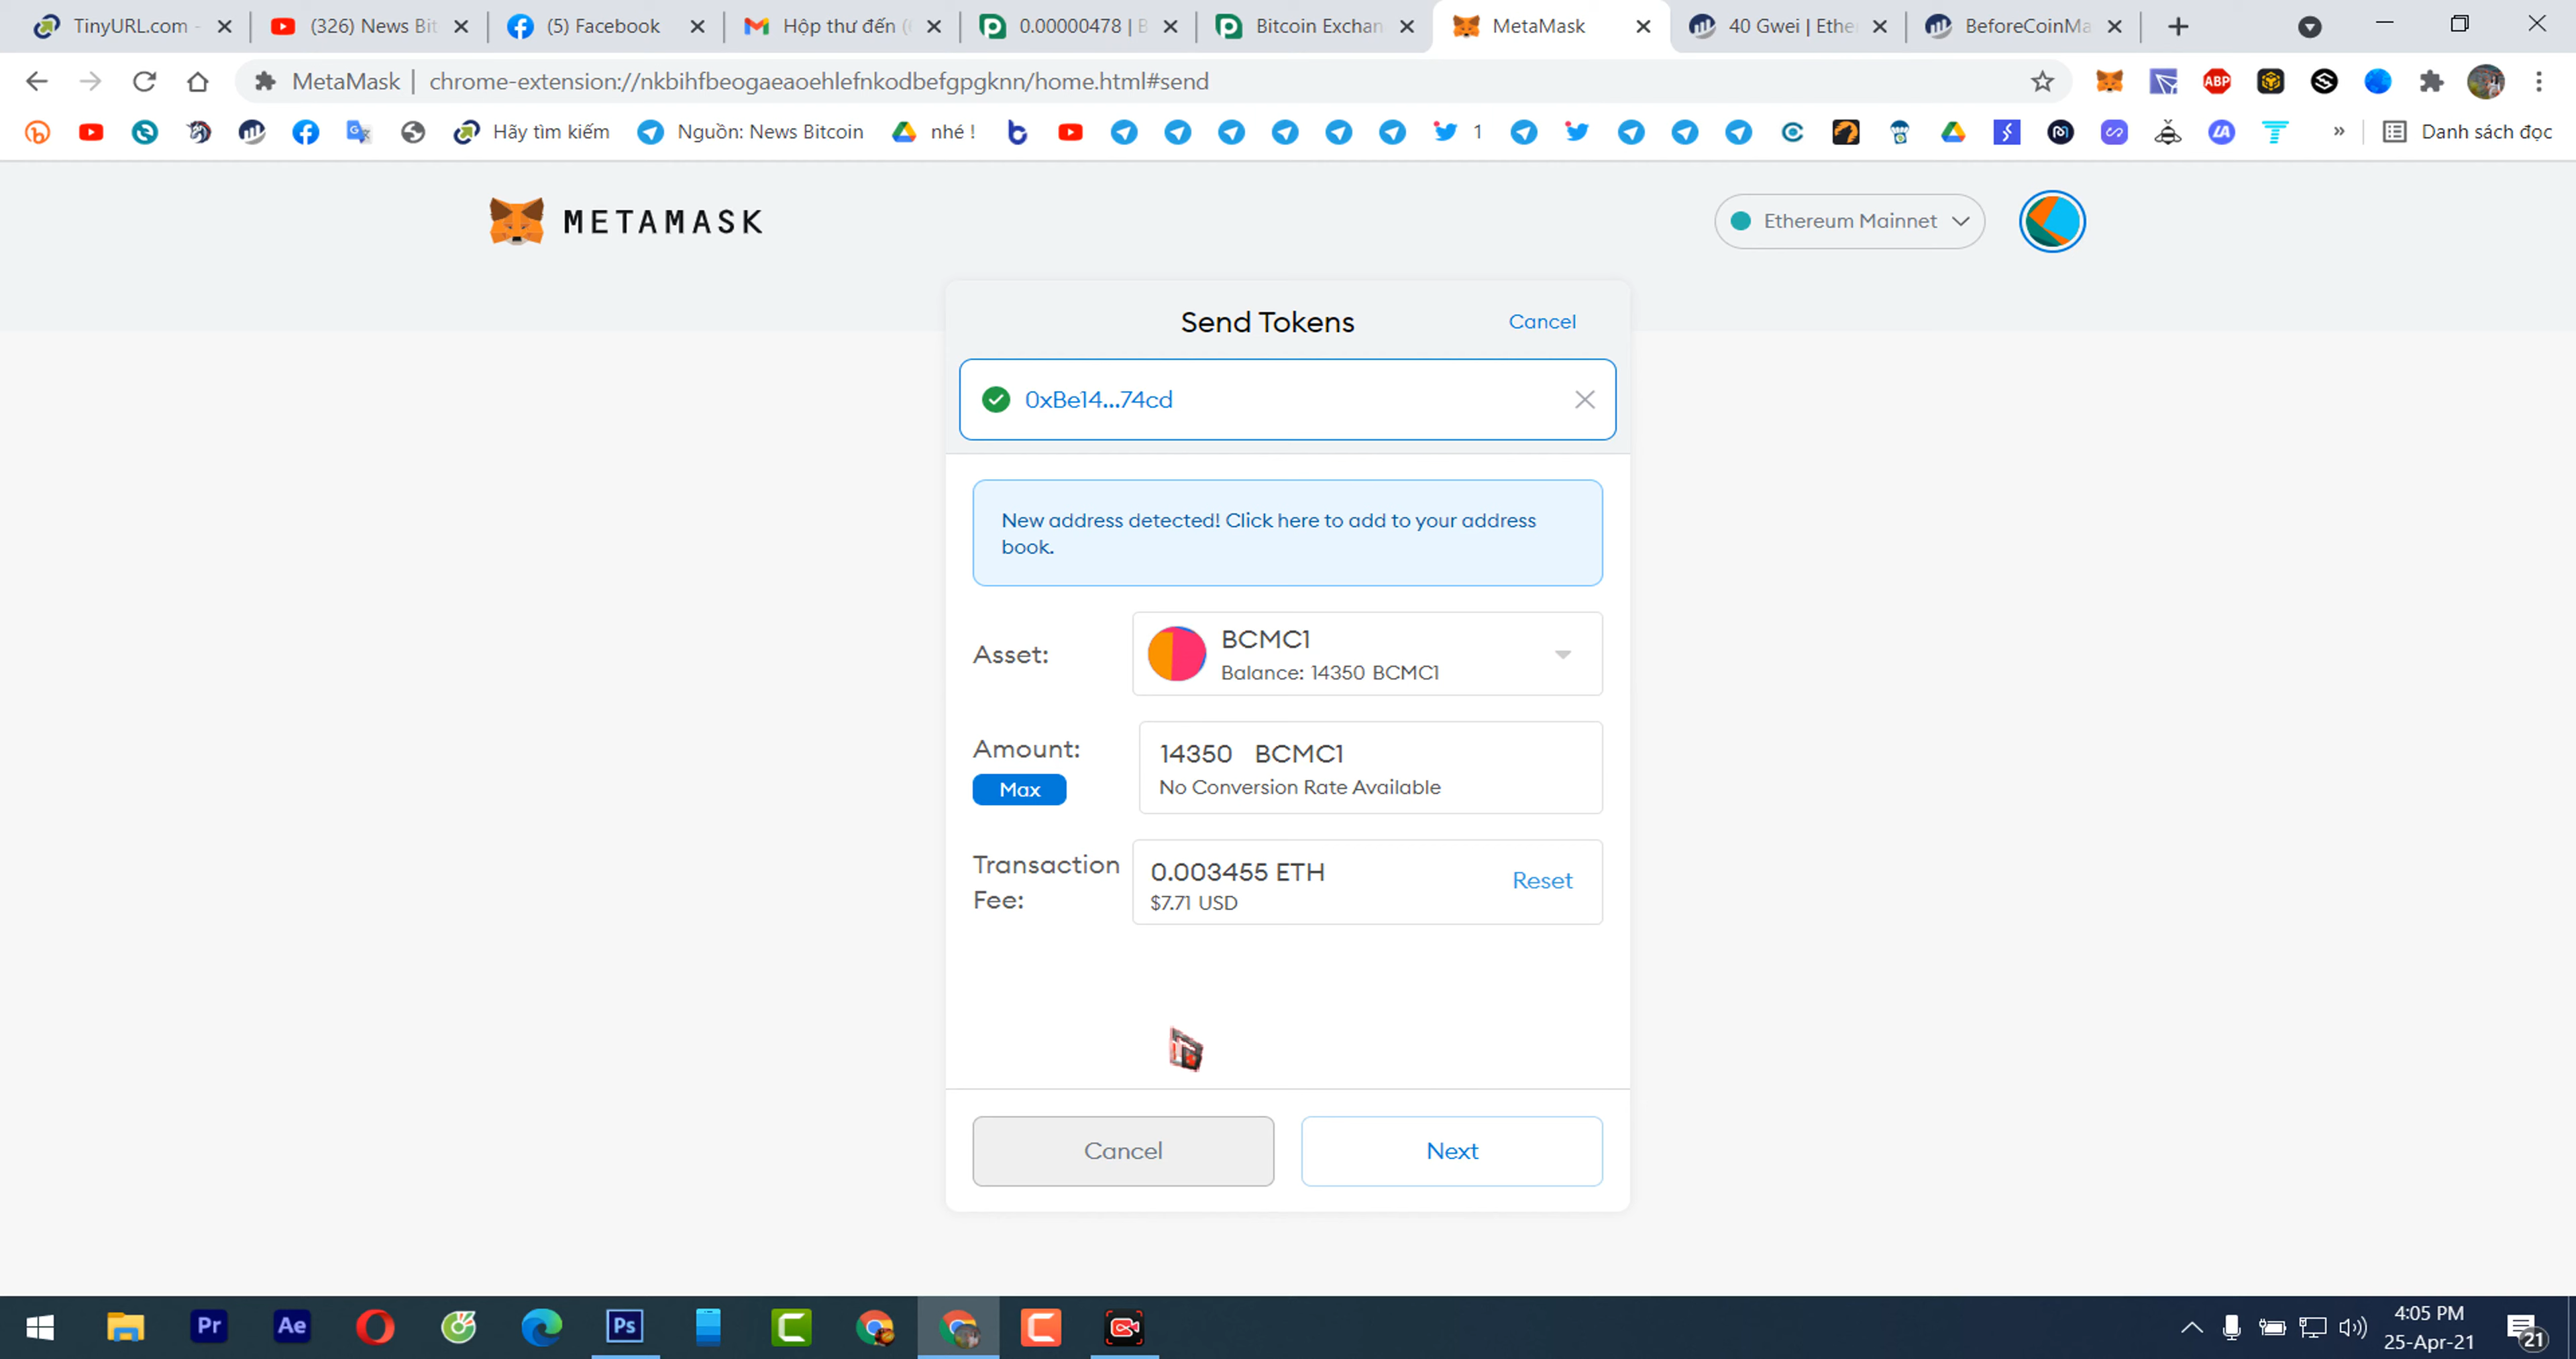 TinyURL.com -
(326) News Bit
(5) Facebook
Hộp thư đến (
0.00000478 | B
Bitcoin Exchan
MetaMask
40 Gwei | Ethe
BeforeCoinMa
MetaMask | chrome-extension://nkbihfbeogaeaoehlefnkodbefgpgknn/home.html#send
ABP
Hãy tìm kiếm
Nguồn: News Bitcoin
nhé !
1
»
Danh sách đọc
METAMASK
Ethereum Mainnet
Send Tokens
Cancel
0xBe14...74cd
New address detected! Click here to add to your address
book.
Asset:
BCMC1
Balance: 14350 BCMC1
Amount:
Max
14350 BCMC1
No Conversion Rate Available
Transaction
Fee:
0.003455 ETH
$7.71 USD
Reset
Cancel
Next
Pr
Ae
Ps
4:05 PM
25-Apr-21
21